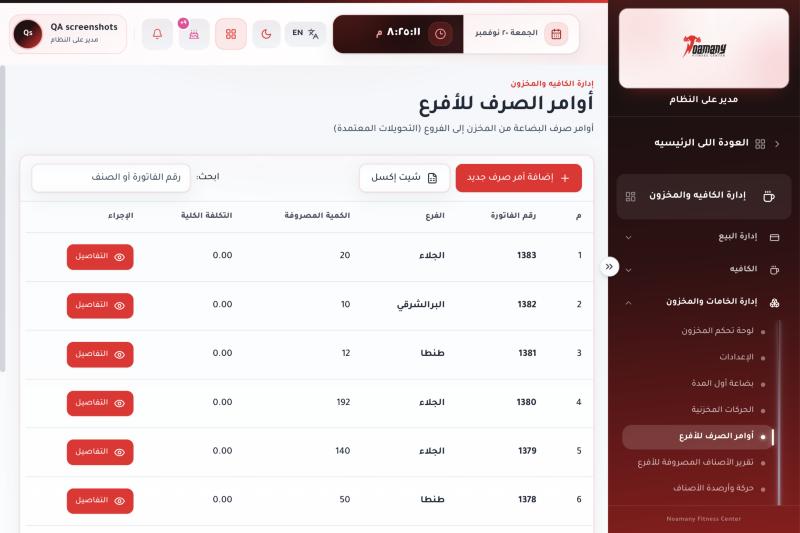 Noamany
FITNESS CENTER
مدير على النظام
العودة اللى الرئيسيه
إدارة الكافيه والمخزون
إدارة البيع
الكافيه
إدارة الخامات والمخزون
لوحة تحكم المخزون
الإعدادات
بضاعة أول المدة
الحركات المخزنية
أوامر الصرف للأفرع
تقرير الأصناف المصروفة للأفرع
حركة وأرصدة الأصناف
Noamany Fitness Center
الجمعة ٢٠ نوفمبر
٨:٢٥:١١ م
EN
+٩
QA screenshots
مدير على النظام
Qs
إدارة الكافيه والمخزون
أوامر الصرف للأفرع
أوامر صرف البضاعة من المخزن إلى الفروع (التحويلات المعتمدة)
+ إضافة أمر صرف جديد
شيت إكسل
ابحث:
رقم الفاتورة أو الصنف
م رقم الفاتورة الفرع الكمية المصروفة التكلفة الكلية الإجراء
1 1383 الجلاء 20 0.00 التفاصيل
2 1382 البرالشرقي 10 0.00 التفاصيل
3 1381 طنطا 12 0.00 التفاصيل
4 1380 الجلاء 192 0.00 التفاصيل
5 1379 الجلاء 140 0.00 التفاصيل
6 1378 طنطا 50 0.00 التفاصيل